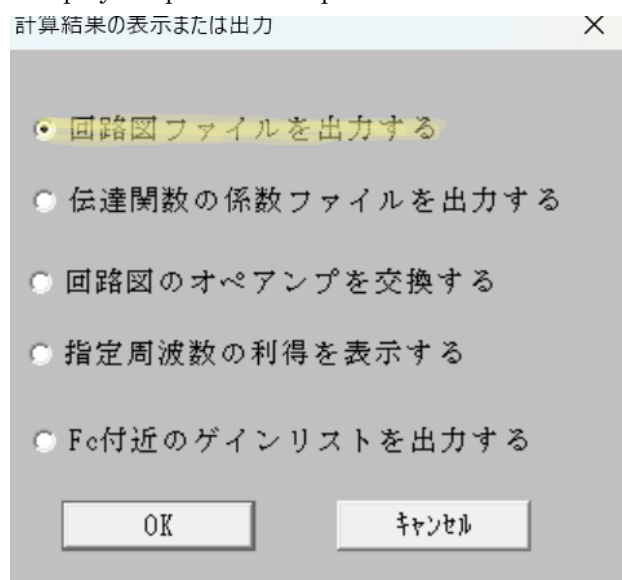 計算結果の表示または出力
回路図ファイルを出力する
伝達関数の係数ファイルを出力する
回路図のオペアンプを交換する
指定周波数の利得を表示する
Fc付近のゲインリストを出力する
OK
キャンセル